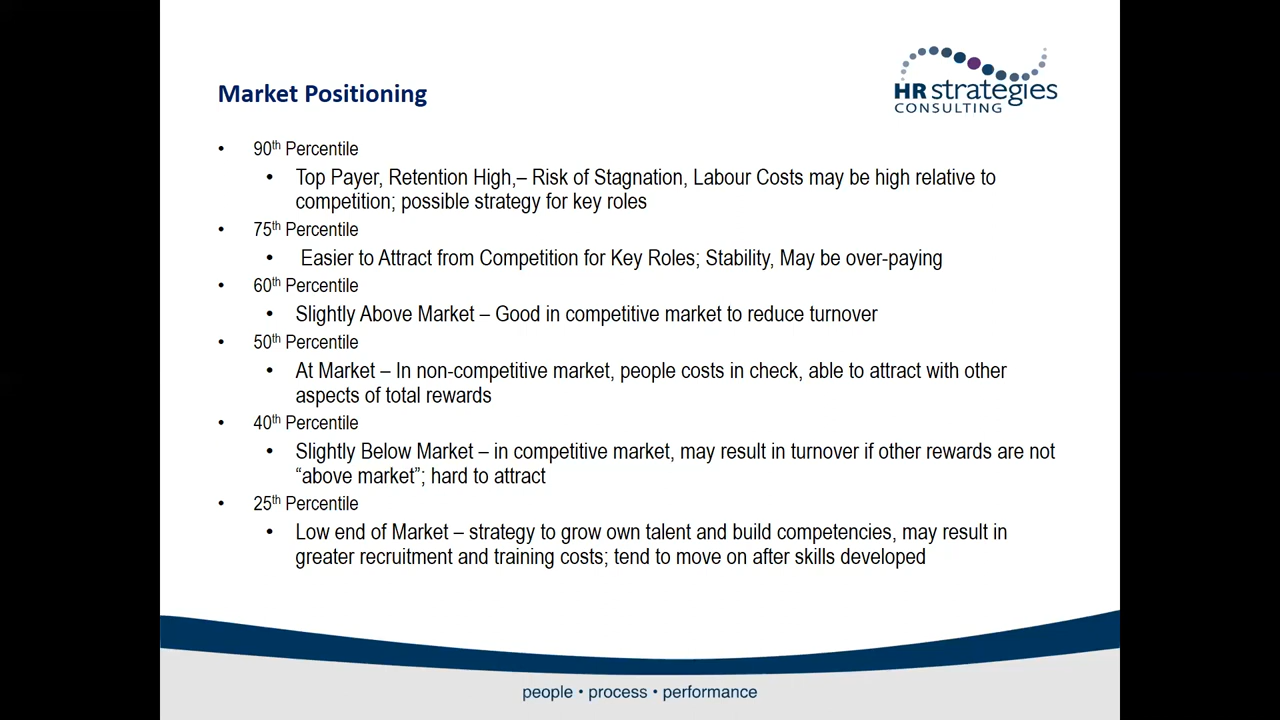 HR strategies
CONSULTING
Market Positioning
• 90th Percentile
• Top Payer, Retention High,– Risk of Stagnation, Labour Costs may be high relative to
competition; possible strategy for key roles
• 75th Percentile
• Easier to Attract from Competition for Key Roles; Stability, May be over-paying
• 60th Percentile
• Slightly Above Market – Good in competitive market to reduce turnover
• 50th Percentile
• At Market – In non-competitive market, people costs in check, able to attract with other
aspects of total rewards
• 40th Percentile
• Slightly Below Market – in competitive market, may result in turnover if other rewards are not
“above market”; hard to attract
• 25th Percentile
• Low end of Market – strategy to grow own talent and build competencies, may result in
greater recruitment and training costs; tend to move on after skills developed
people • process • performance